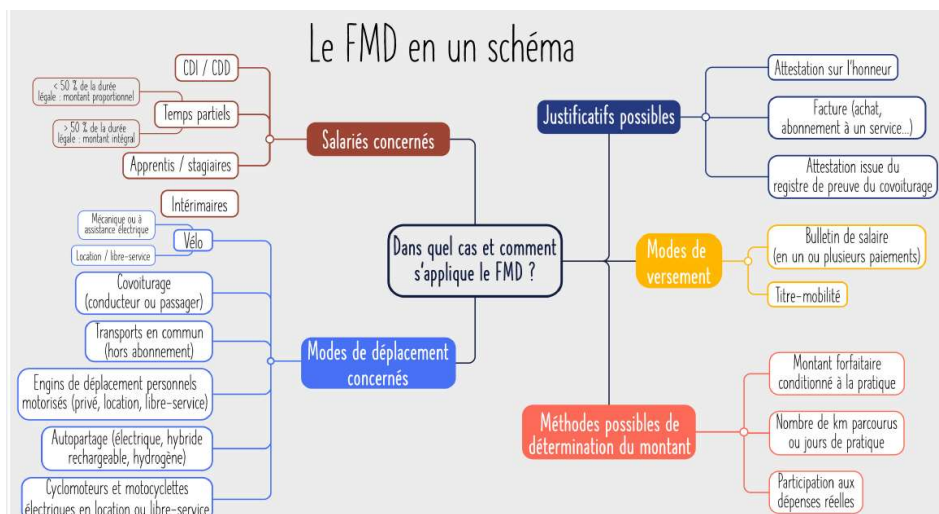 Le FMD en un schéma
CDI / CDD
< 50 % de la durée
légale : montant proportionnel
Temps partiels
> 50 % de la durée
légale : montant intégral
Apprentis / stagiaires
Intérimaires
Salariés concernés
Mécanique ou à
assistance électrique
Vélo
Location / libre-service
Covoiturage
(conducteur ou passager)
Transports en commun
(hors abonnement)
Engins de déplacement personnels
motorisés (privé, location, libre-service)
Autopartage (électrique, hybride
rechargeable, hydrogène)
Cyclomoteurs et motocyclettes
électriques en location ou libre-service
Modes de déplacement
concernés
Dans quel cas et comment
s'applique le FMD ?
Justificatifs possibles
Attestation sur l'honneur
Facture (achat,
abonnement à un service...)
Attestation issue du
registre de preuve du covoiturage
Modes de
versement
Bulletin de salaire
(en un ou plusieurs paiements)
Titre-mobilité
Méthodes possibles de
détermination du montant
Montant forfaitaire
conditionné à la pratique
Nombre de km parcourus
ou jours de pratique
Participation aux
dépenses réelles